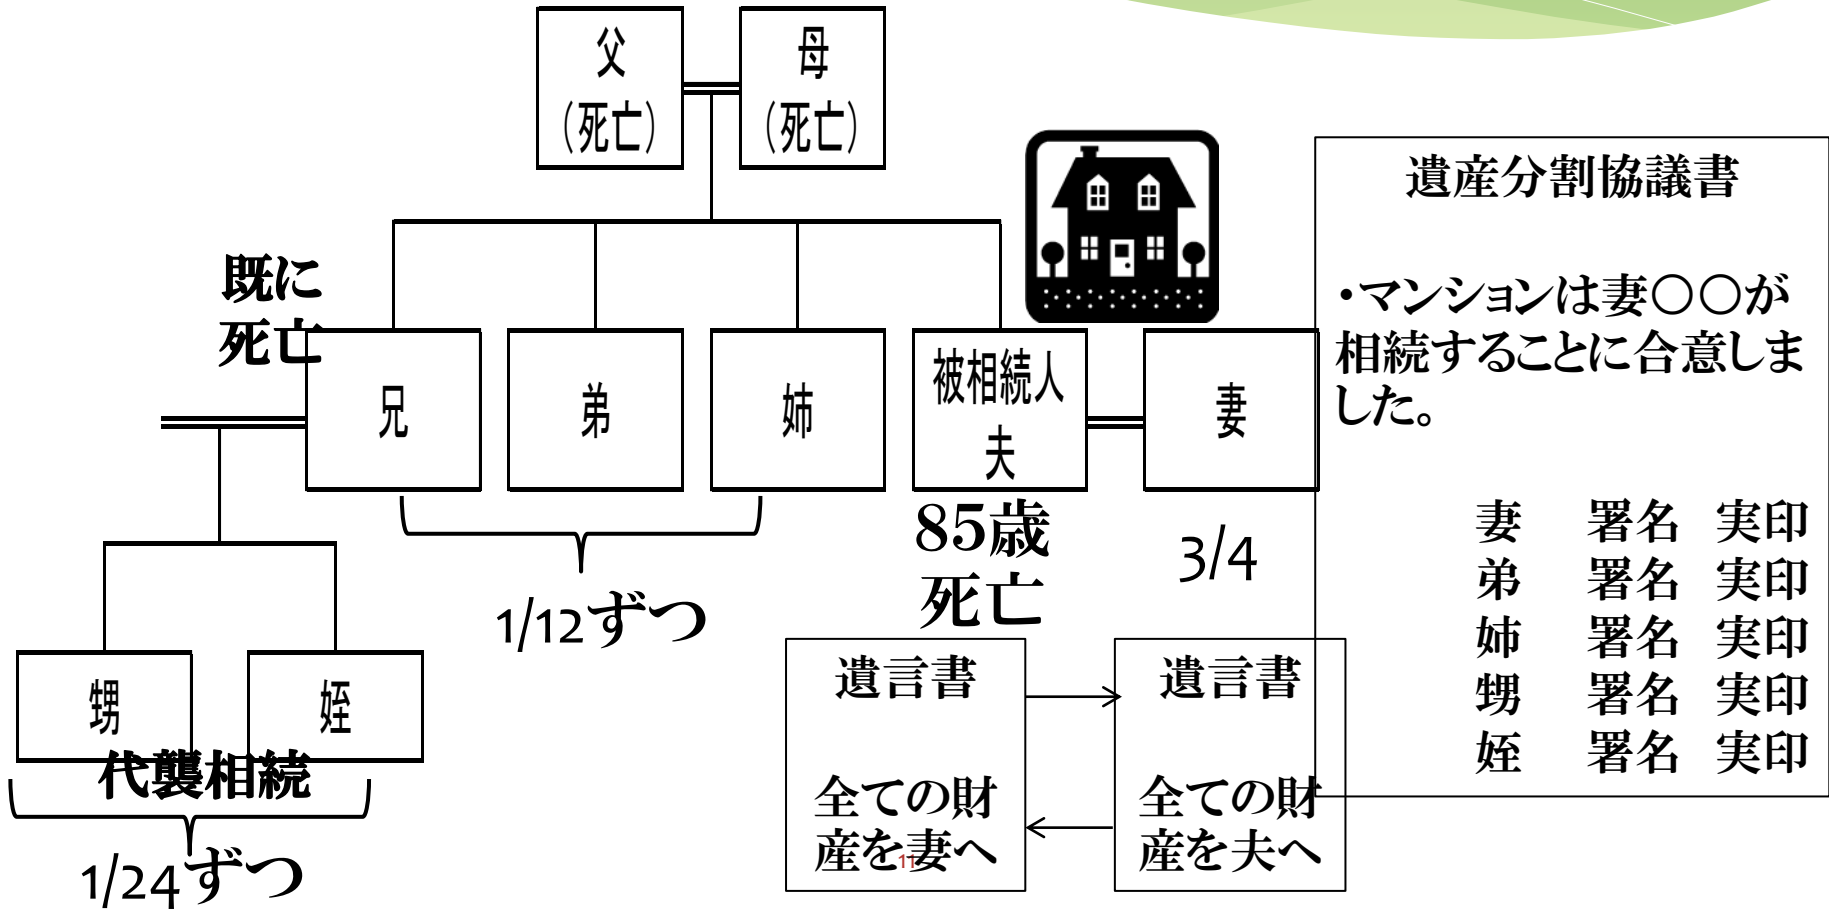 父
（死亡）
母
（死亡）
既に
死亡
兄
弟
姉
被相続人
夫
妻
85歳
死亡
3/4
1/12ずつ
甥
姪
代襲相続
1/24ずつ
遺言書
全ての財
産を妻へ
遺言書
全ての財
産を夫へ
11
遺産分割協議書
・マンションは妻〇〇が
相続することに合意しま
した。
妻 署名 実印
弟 署名 実印
姉 署名 実印
甥 署名 実印
姪 署名 実印